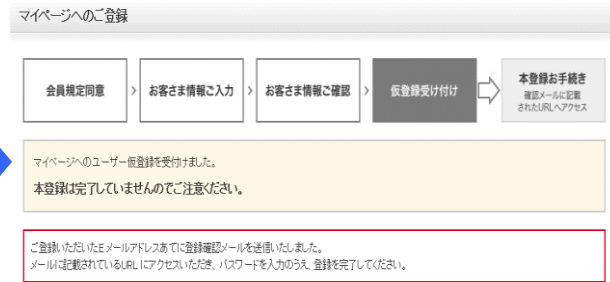 マイページへのご登録
会員規定同意
お客さま情報ご入力
お客さま情報ご確認
仮登録受け付け
本登録お手続き
確認メールに記載
されたURLへアクセス
マイページへのユーザー仮登録を受付けました。
本登録は完了していませんのでご注意ください。
ご登録いただいたEメールアドレスあてに登録確認メールを送信いたしました。
メールに記載されているURLにアクセスいただき、パスワードを入力のうえ、登録を完了してください。